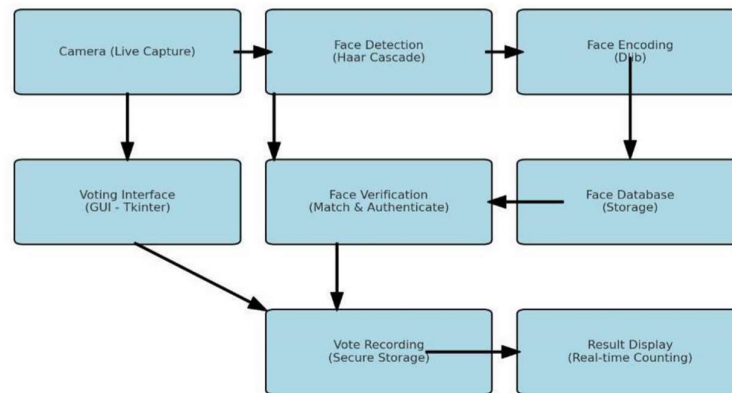 Camera (Live Capture)
Face Detection
(Haar Cascade)
Face Encoding
(Dlib)
Voting Interface
(GUI - Tkinter)
Face Verification
(Match & Authenticate)
Face Database
(Storage)
Vote Recording
(Secure Storage)
Result Display
(Real-time Counting)